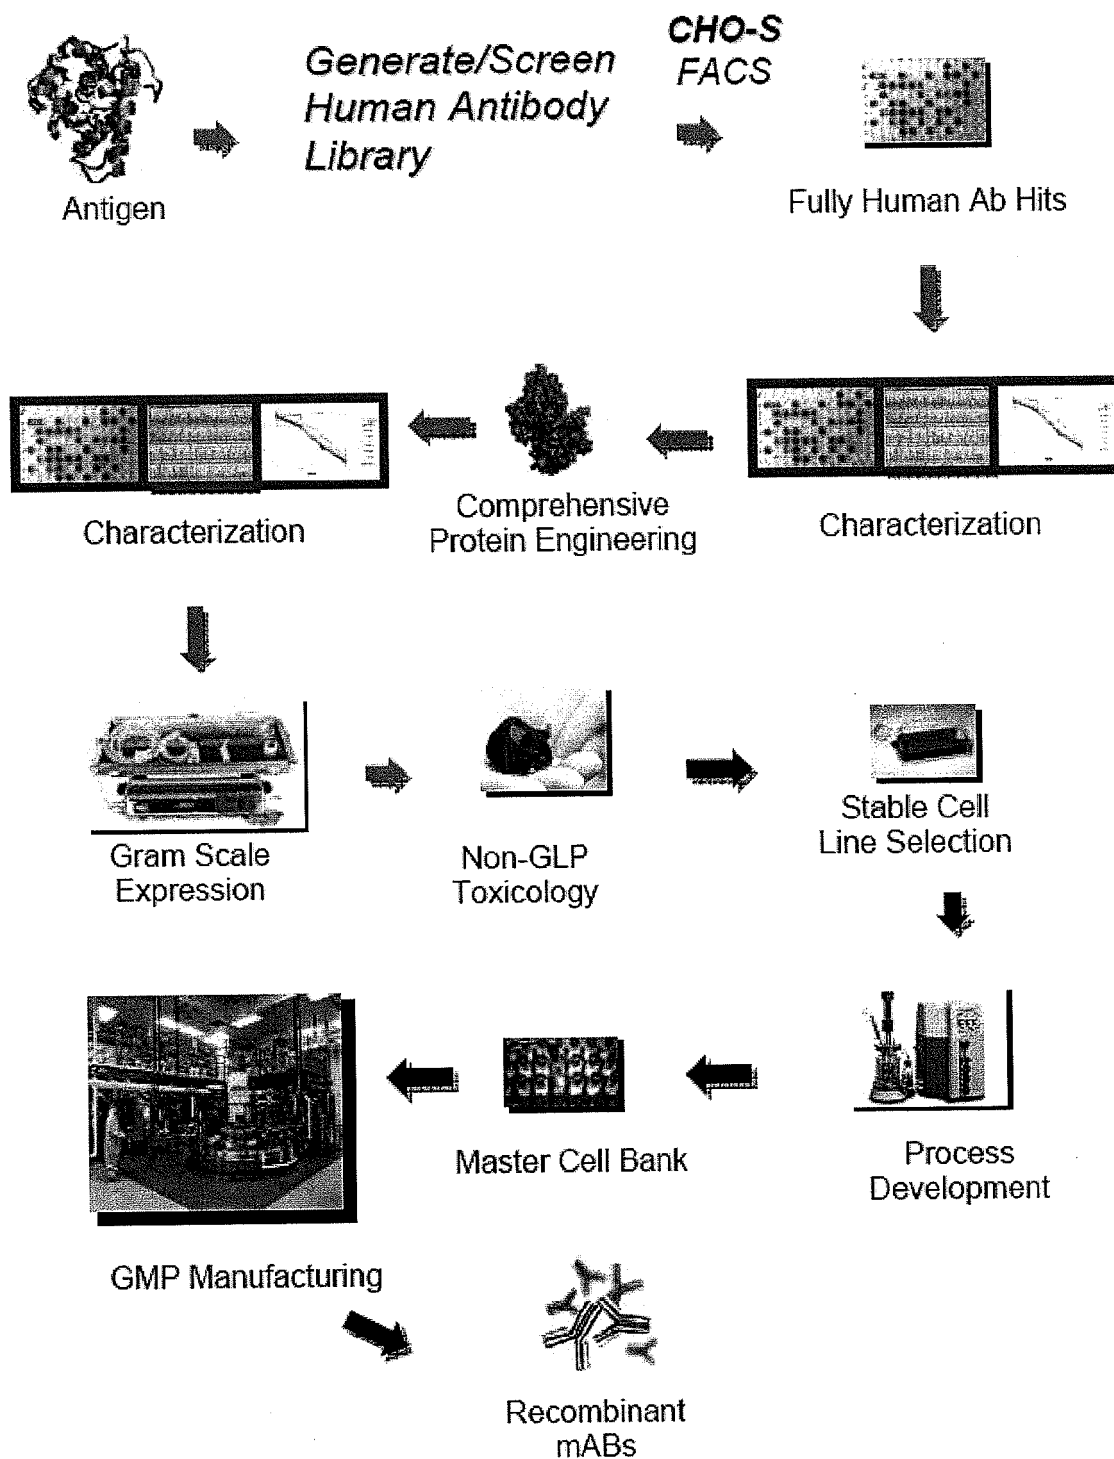 Generate/Screen
Human Antibody
Library
CHO-S
FACS
Antigen
Fully Human Ab Hits
Characterization
Comprehensive
Protein Engineering
Characterization
Gram Scale
Expression
Non-GLP
Toxicology
Stable Cell
Line Selection
GMP Manufacturing
Master Cell Bank
Process
Development
Recombinant
mABs